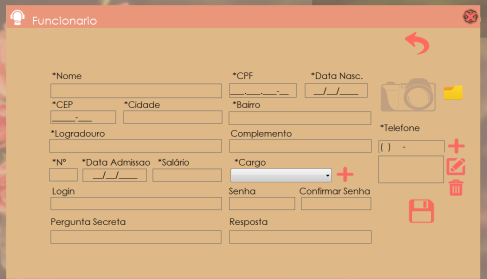 Funcionario
*Nome *CPF *Data Nasc.
___.___.___-__ __/__/____
*CEP *Cidade *Bairro
_____-___
*Logradouro Complemento *Telefone
( ) -
*Nº *Data Admissao *Salário *Cargo
__/__/____
Login Senha Confirmar Senha
Pergunta Secreta Resposta